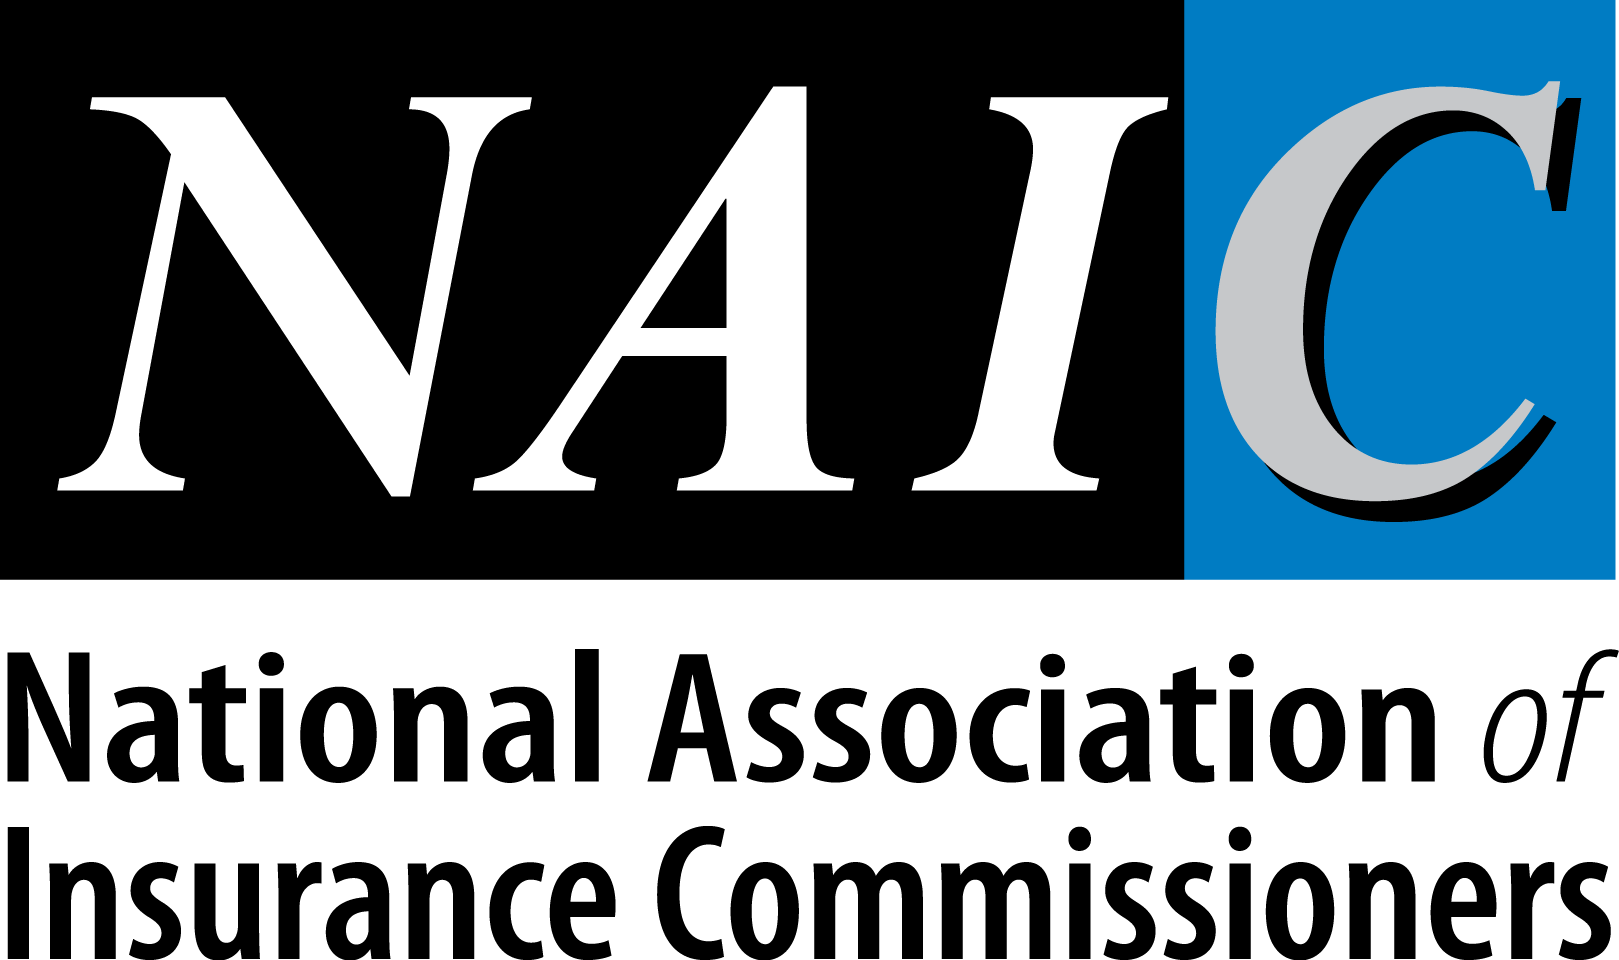 NAIC
National Association of
Insurance Commissioners